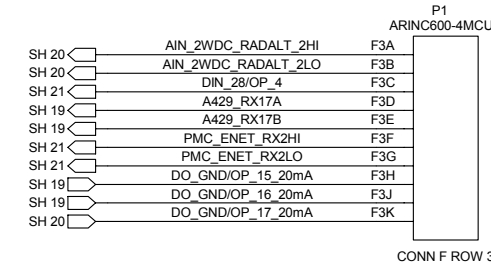 P1
ARINC600-4MCU
SH 20 AIN_2WDC_RADALT_2HI F3A
SH 20 AIN_2WDC_RADALT_2LO F3B
SH 21 DIN_28/OP_4 F3C
SH 19 A429_RX17A F3D
SH 19 A429_RX17B F3E
SH 21 PMC_ENET_RX2HI F3F
SH 21 PMC_ENET_RX2LO F3G
SH 19 DO_GND/OP_15_20mA F3H
SH 19 DO_GND/OP_16_20mA F3J
SH 20 DO_GND/OP_17_20mA F3K
CONN F ROW 3